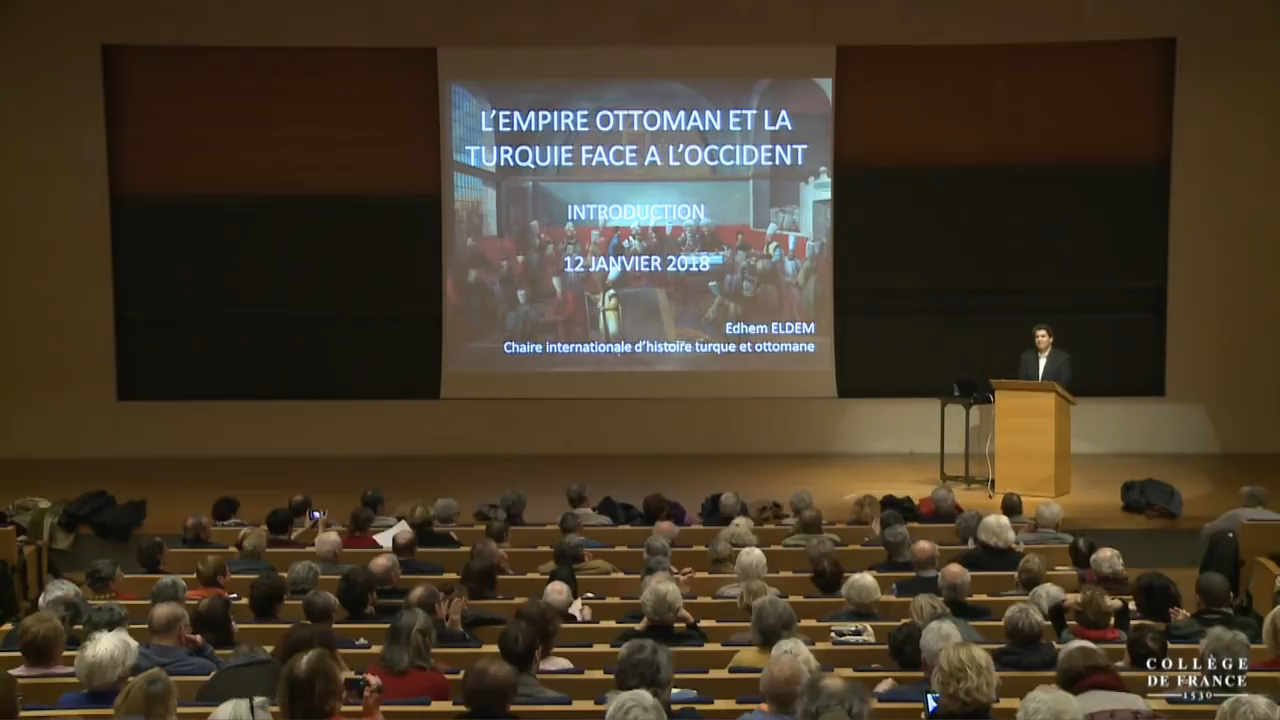 L'EMPIRE OTTOMAN ET LA
TURQUIE FACE A L'OCCIDENT
INTRODUCTION
12 JANVIER 2018
Edhem ELDEM
Chaire internationale d'histoire turque et ottomane
COLLÈGE
DE FRANCE
1530